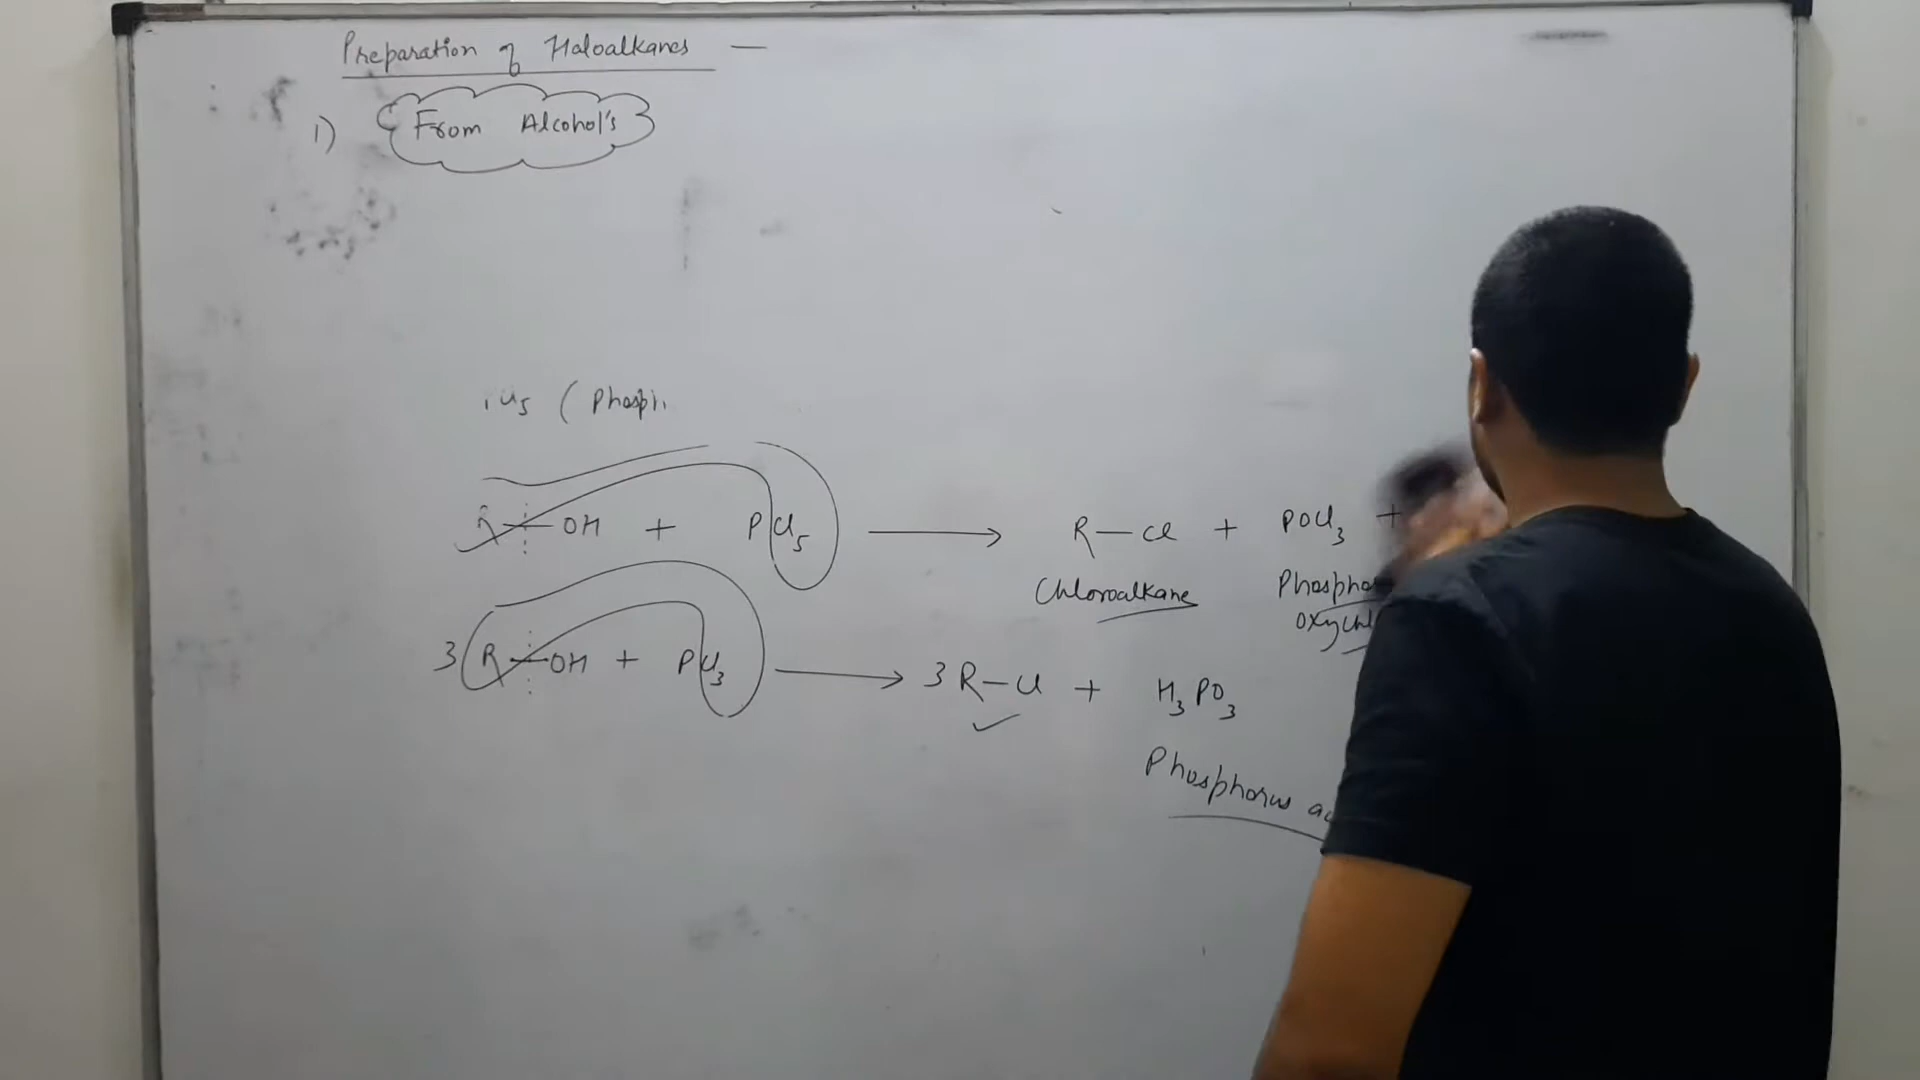 Preparation of Haloalkanes —
1) From Alcohol's
( Phosph
R—OH + PCl5 → R—Cl + POCl3 +
Chloroalkane Phospho
oxychl
3 R—OH + PCl3 → 3 R—Cl + H3PO3
Phosphorus ac